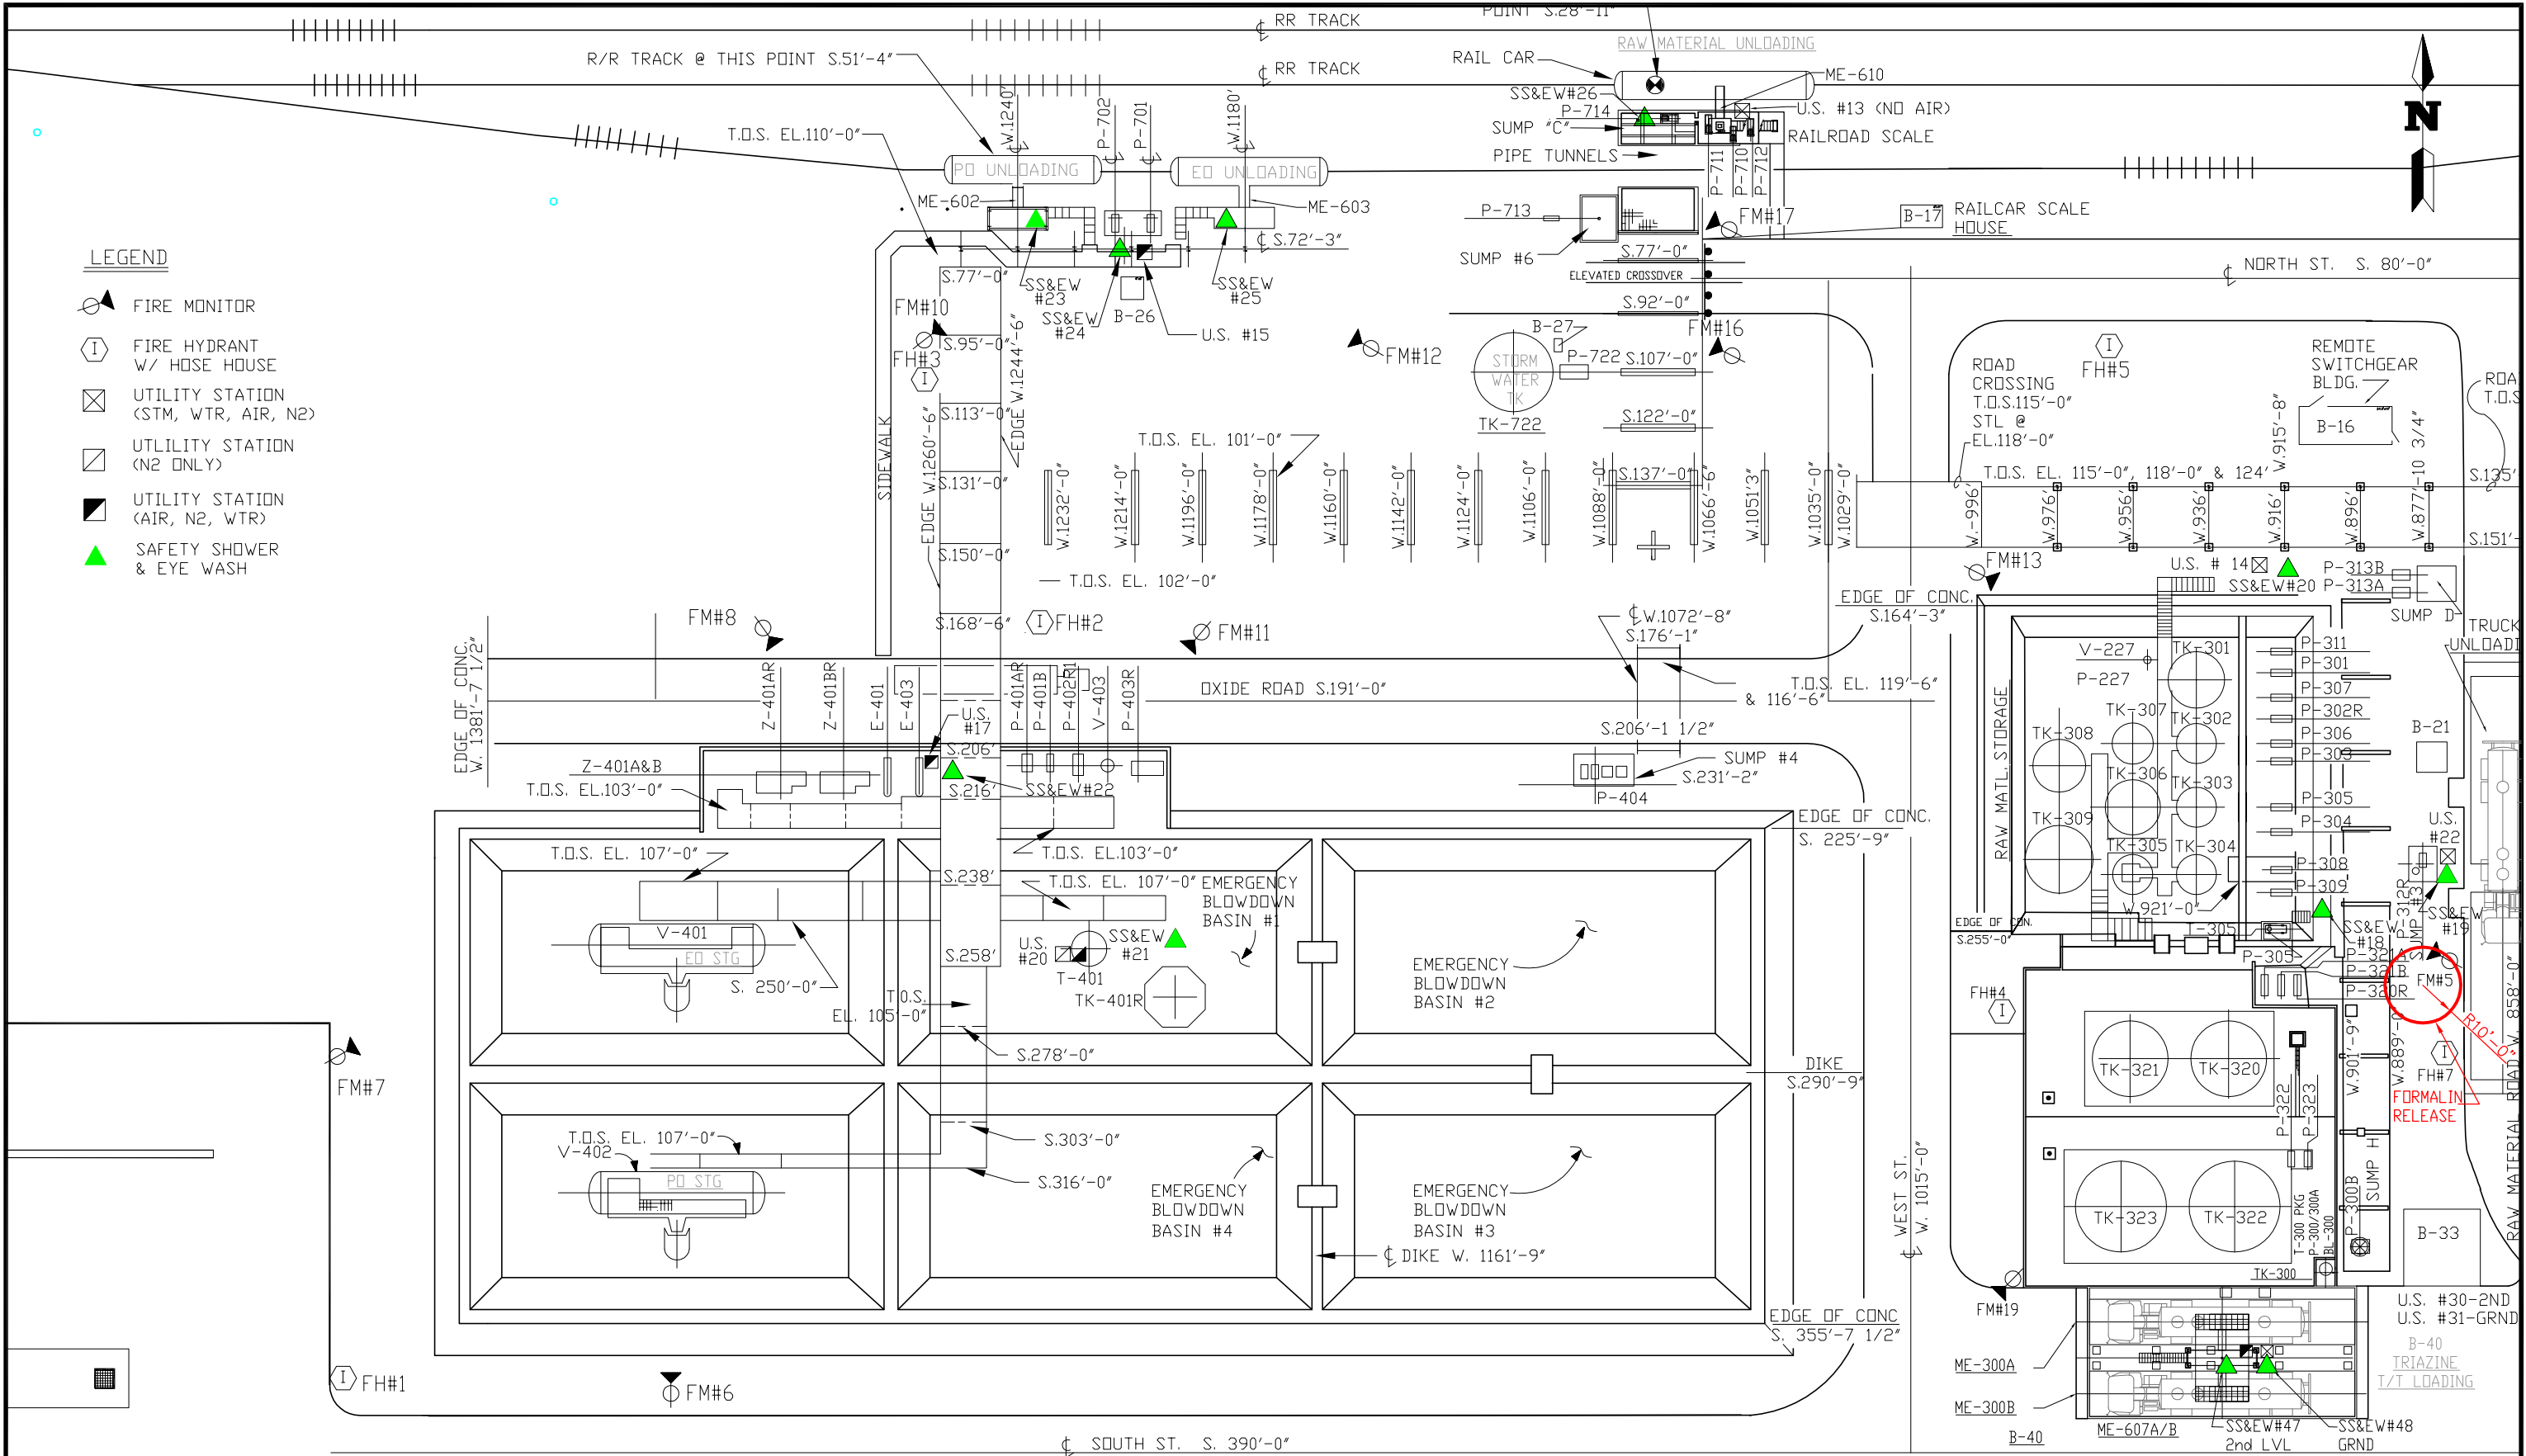 POINT S.28'-11"
RR TRACK
RAW MATERIAL UNLOADING
R/R TRACK @ THIS POINT S.51'-4"
RAIL CAR
RR TRACK
ME-610
SS&EW#26
P-714
U.S. #13 (NO AIR)
SUMP "C"
RAILROAD SCALE
PIPE TUNNELS
P-711
P-710
P-712
W.1240'
P-702
P-701
W.1180'
T.O.S. EL.110'-0"
PO UNLOADING
EO UNLOADING
ME-602
ME-603
N
P-713
FM#17
B-17
RAILCAR SCALE
HOUSE
S.72'-3"
S.77'-0"
SUMP #6
ELEVATED CROSSOVER
NORTH ST. S. 80'-0"
LEGEND
FIRE MONITOR
FIRE HYDRANT
W/ HOSE HOUSE
UTILITY STATION
(STM, WTR, AIR, N2)
UTLILITY STATION
(N2 ONLY)
UTILITY STATION
(AIR, N2, WTR)
SAFETY SHOWER
& EYE WASH
S.77'-0"
SS&EW
#23
SS&EW
#24
B-26
SS&EW
#25
U.S. #15
FM#10
FH#3
S.95'-0"
S.113'-0"
S.131'-0"
S.150'-0"
S.168'-6"
SIDEWALK
EDGE W.1260'-6"
EDGE W.1244'-6"
FM#12
S.92'-0"
B-27
FM#16
P-722
S.107'-0"
STORM
WATER
TK
TK-722
S.122'-0"
S.137'-0"
T.O.S. EL. 101'-0"
W.1232'-0"
W.1214'-0"
W.1196'-0"
W.1178'-0"
W.1160'-0"
W.1142'-0"
W.1124'-0"
W.1106'-0"
W.1088'-0"
W.1066'-6"
W.1051'3"
W.1035'-0"
W.1029'-0"
T.O.S. EL. 102'-0"
I
FH#5
REMOTE
SWITCHGEAR
BLDG.
B-16
ROAD
CROSSING
T.O.S.115'-0"
STL @
EL.118'-0"
ROA
T.O.S
T.O.S. EL. 115'-0", 118'-0" & 124'
W.915'-8"
W.877'-10 3/4"
S.135'
S.151'-
W.-996'
W.976'
W.956'
W.936'
W.916'
W.896'
FM#13
U.S. # 14
SS&EW#20
P-313B
P-313A
SUMP D
FM#8
I
FH#2
FM#11
EDGE OF CONC.
W. 1381'-7 1/2"
W.1072'-8"
S.176'-1"
EDGE OF CONC.
S.164'-3"
OXIDE ROAD S.191'-0"
T.O.S. EL. 119'-6"
& 116'-6"
S.206'-1 1/2"
Z-401AR
Z-401BR
E-401
E-403
U.S.
#17
P-401AR
P-401B
P-402R1
V-403
P-403R
Z-401A&B
T.O.S. EL.103'-0"
S.206'
S.216'
SS&EW#22
SUMP #4
S.231'-2"
P-404
EDGE OF CONC.
S. 225'-9"
T.O.S. EL. 107'-0"
T.O.S. EL.103'-0"
S.238'
T.O.S. EL. 107'-0"
EMERGENCY
BLOWDOWN
BASIN #1
V-401
EO STG
S. 250'-0"
S.258'
U.S.
#20
SS&EW
#21
T-401
TK-401R
T.O.S.
EL. 105'-0"
S.278'-0"
EMERGENCY
BLOWDOWN
BASIN #2
DIKE
S.290'-9"
T.O.S. EL. 107'-0"
V-402
PO STG
S.303'-0"
S.316'-0"
EMERGENCY
BLOWDOWN
BASIN #4
EMERGENCY
BLOWDOWN
BASIN #3
DIKE W. 1161'-9"
EDGE OF CONC
S. 355'-7 1/2"
FM#7
I
FH#1
FM#6
SOUTH ST. S. 390'-0"
WEST ST.
W. 1015'-0"
TRUCK
UNLOADI
RAW MATL. STORAGE
V-227
P-227
TK-301
TK-307
TK-302
TK-308
TK-306
TK-303
TK-309
TK-305
TK-304
P-311
P-301
P-307
P-302R
P-306
P-303
P-305
P-304
P-308
P-309
B-21
U.S.
#22
W.921'-0"
T-305
P-305
SS&EW
#18
SS&EW
#19
P-312R
SUMP #3
EDGE OF CON.
S.255'-0"
P-321A
P-321B
P-320R
FM#5
R10'-0"
FORMALIN
RELEASE
FH#4
I
I
FH#7
TK-321
TK-320
TK-323
TK-322
P-322
P-323
W.901'-9"
W.889'-0
RAW MATERIAL ROAD W. 858'-0"
SUMP H
P-300B
T-300 PKG
P-300/300A
BL-300
TK-300
B-33
FM#19
U.S. #30-2ND
U.S. #31-GRND
B-40
TRIAZINE
T/T LOADING
ME-300A
ME-300B
B-40
ME-607A/B
SS&EW#47
2nd LVL
SS&EW#48
GRND